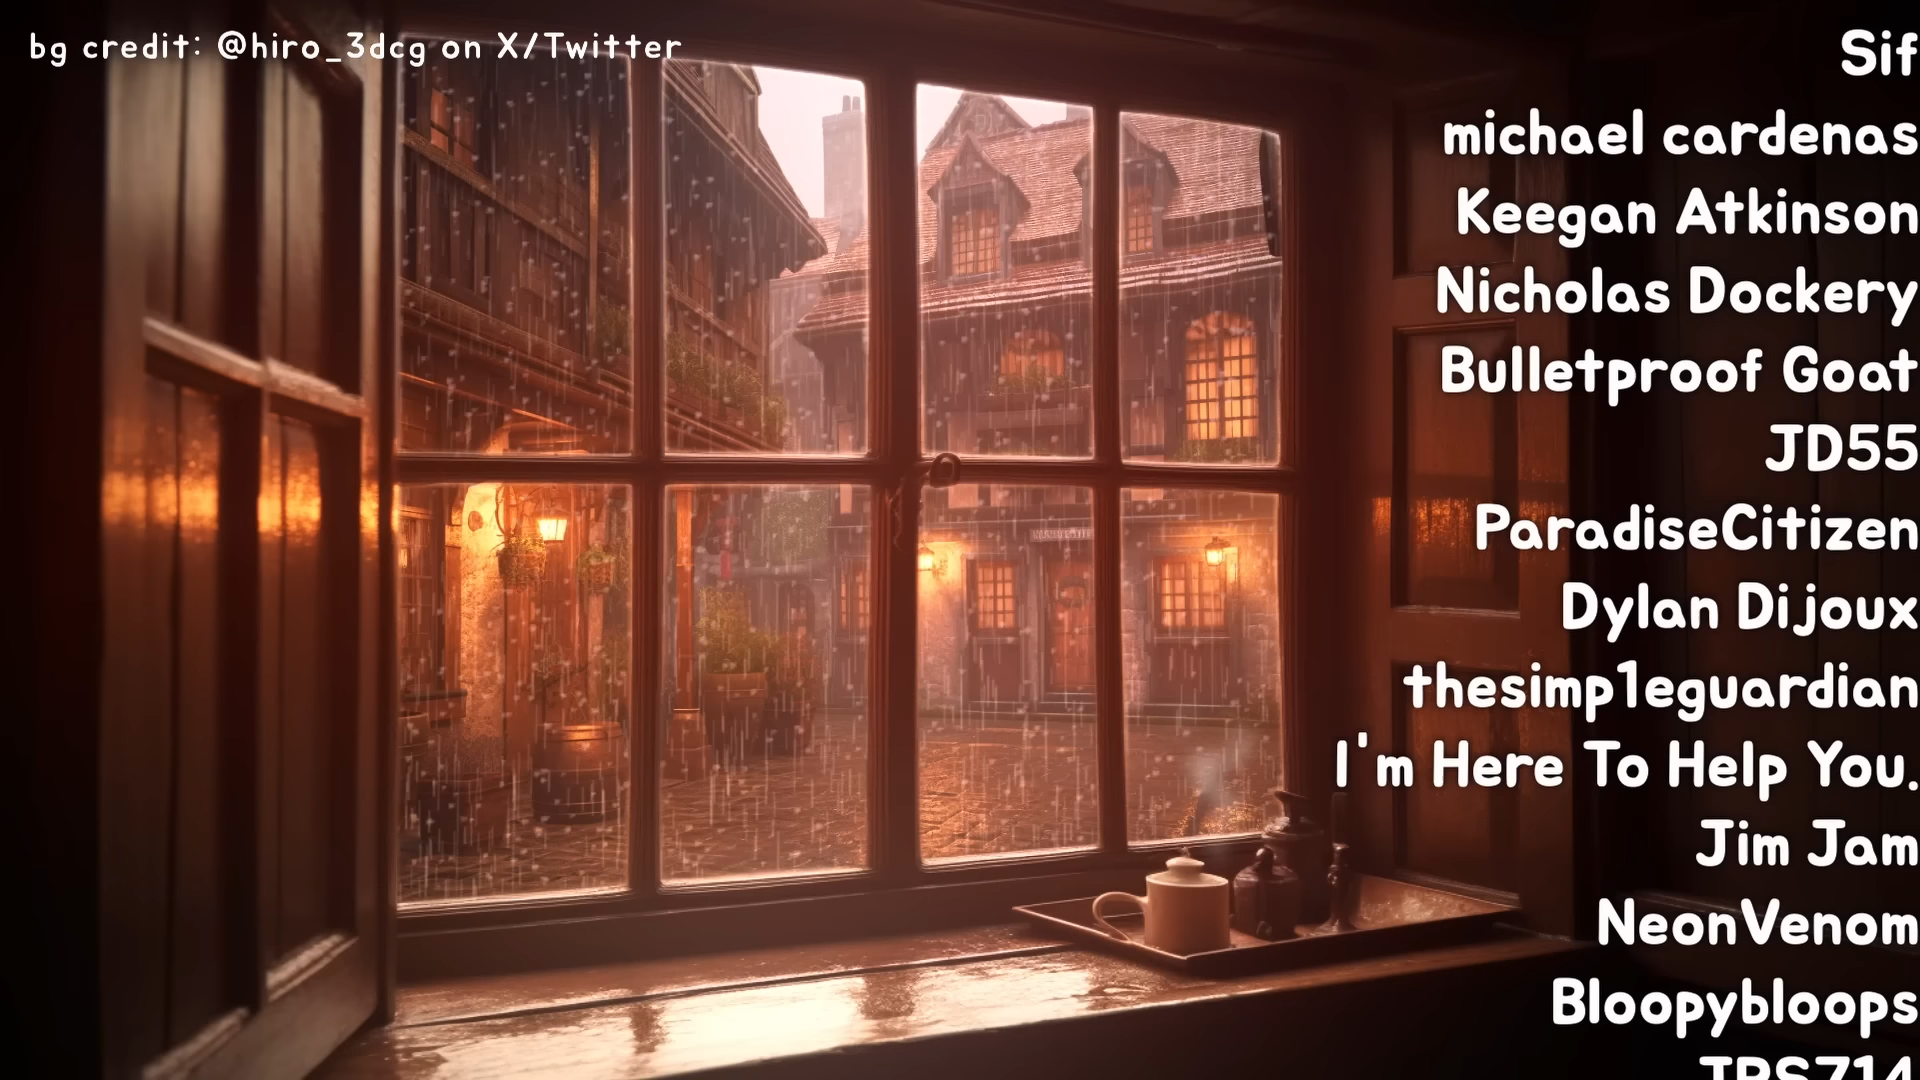 bg credit: @hiro_3dcg on X/Twitter
Sif
michael cardenas
Keegan Atkinson
Nicholas Dockery
Bulletproof Goat
JD55
ParadiseCitizen
Dylan Dijoux
thesimp1eguardian
I'm Here To Help You.
Jim Jam
NeonVenom
Bloopybloops